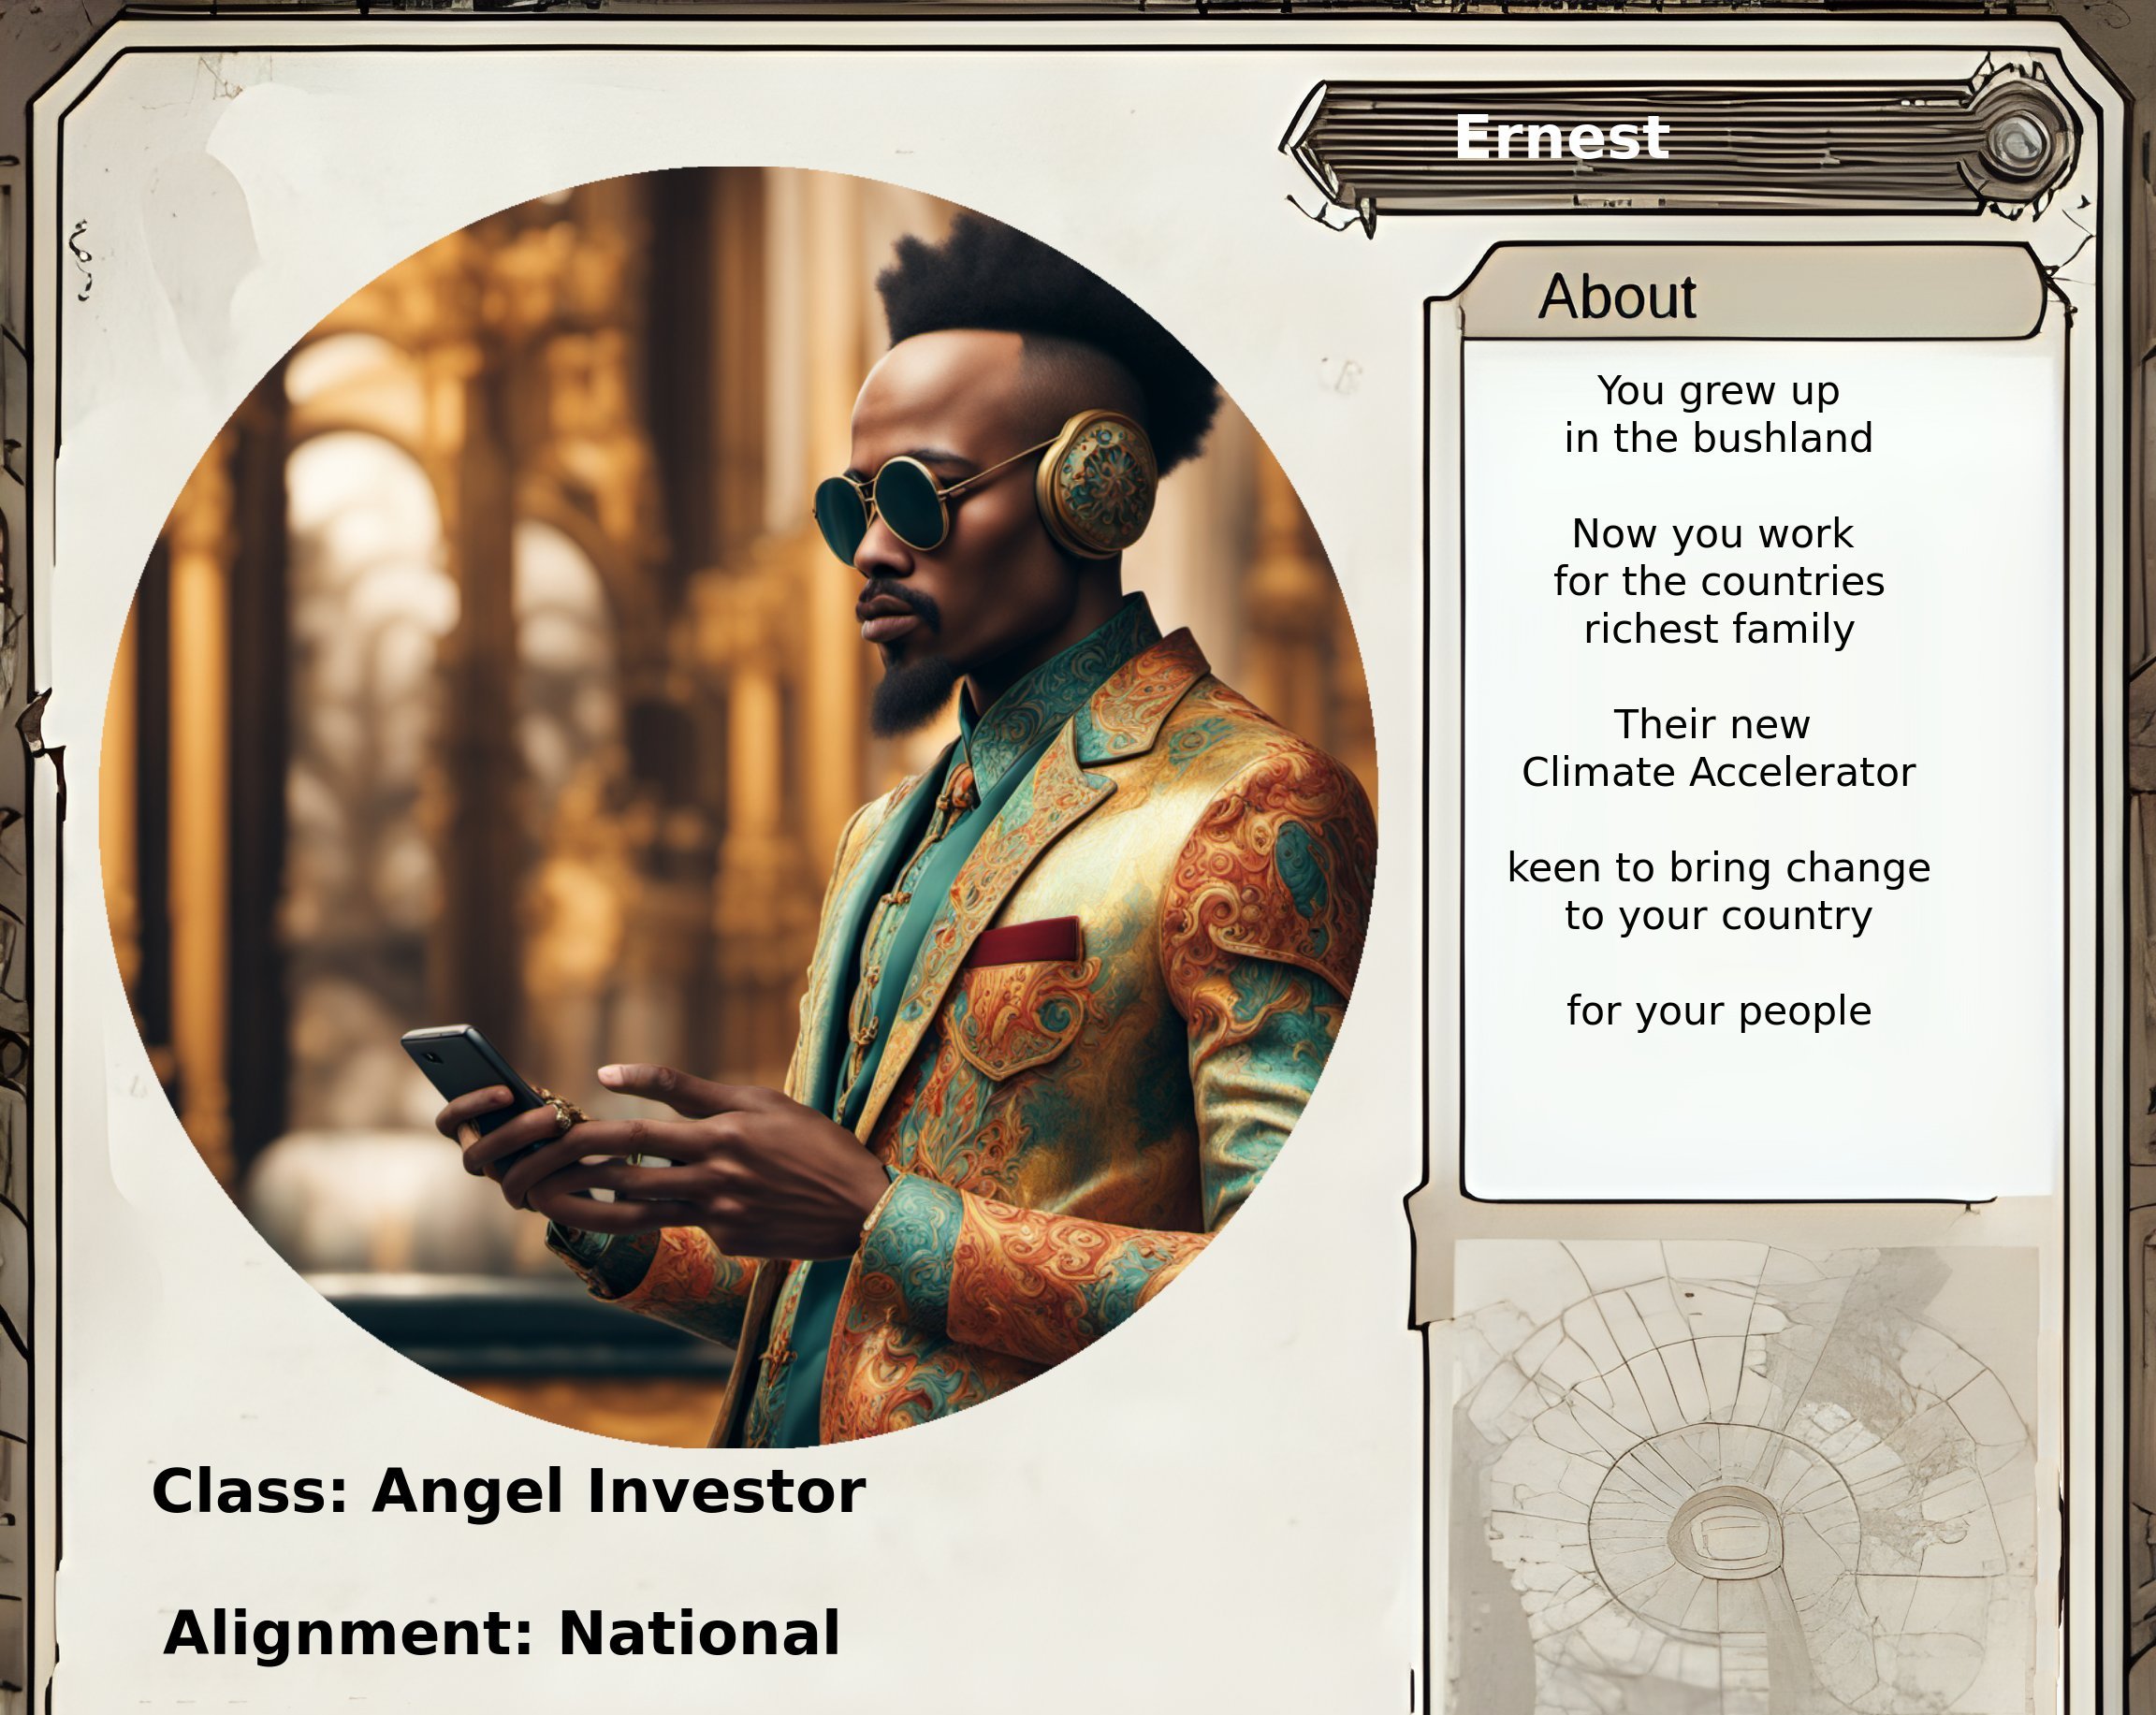 Ernest
About
You grew up
in the bushland
Now you work
for the countries
richest family
Their new
Climate Accelerator
keen to bring change
to your country
for your people
Class: Angel Investor
Alignment: National